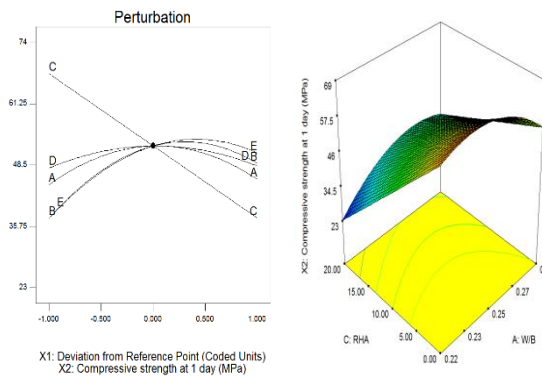 Perturbation
74
61.25
48.5
35.75
23
C
D
A
B
E
E
D B
A
C
-1.000
-0.500
0.000
0.500
1.000
X1: Deviation from Reference Point (Coded Units)
X2: Compressive strength at 1 day (MPa)
X2: Compressive strength at 1 day (MPa)
69
57.5
46
34.5
23
20.00
15.00
10.00
5.00
0.00
C: RHA
0.22
0.23
0.25
0.27
A: W/B